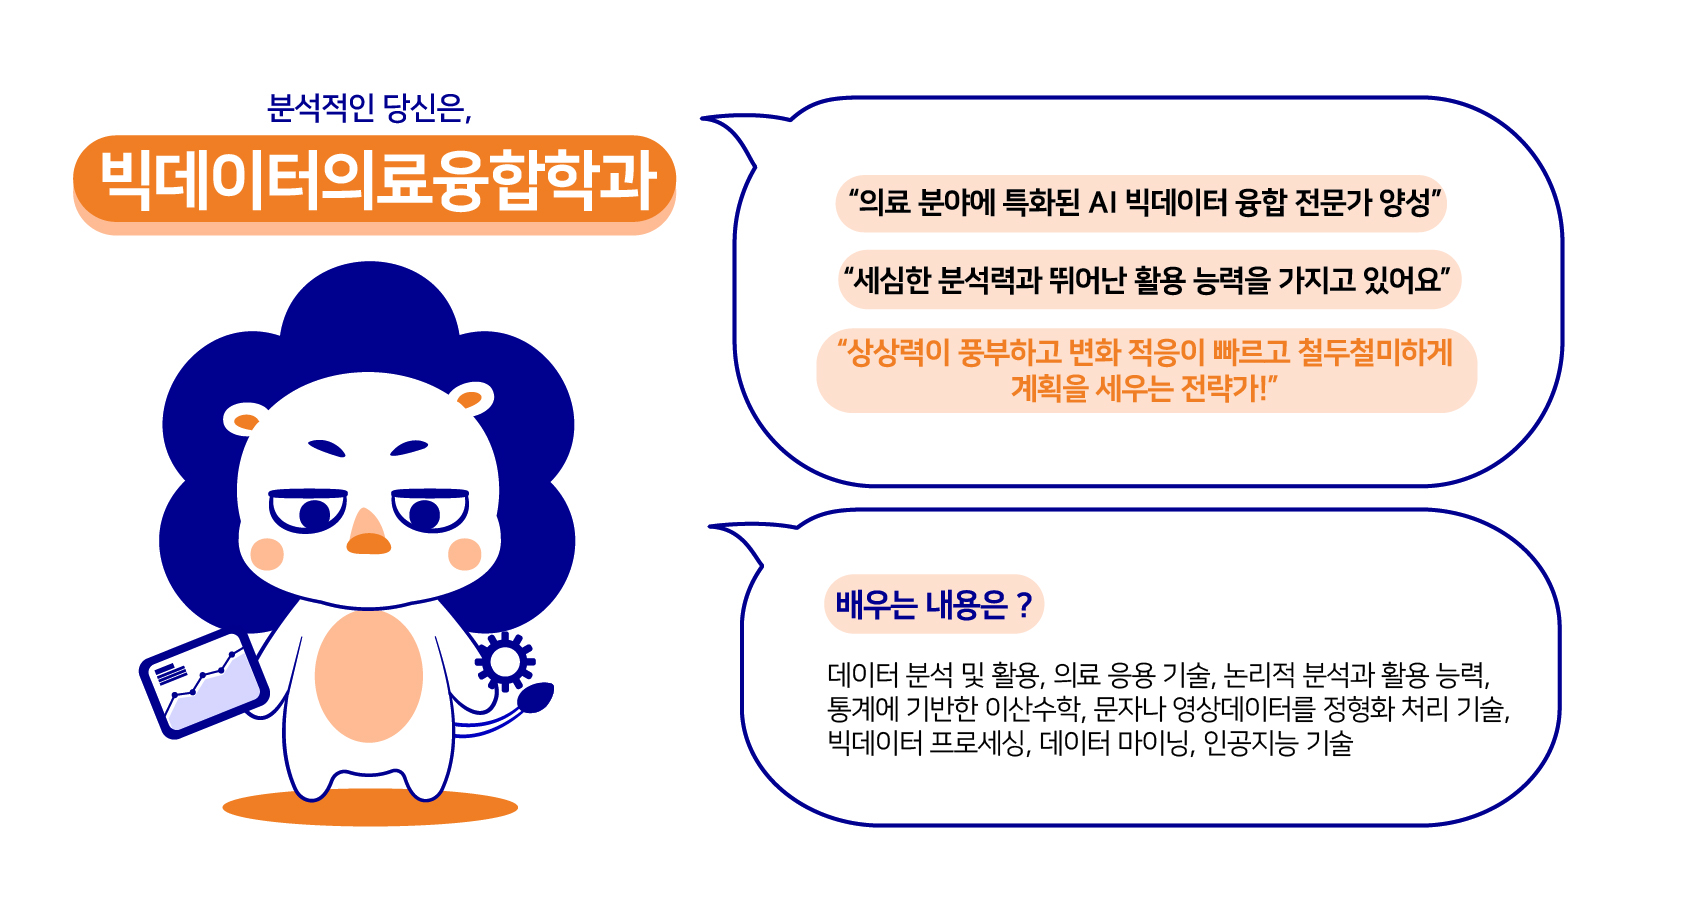 분석적인 당신은,
빅데이터의료융합학과
“의료 분야에 특화된 AI 빅데이터 융합 전문가 양성”
“세심한 분석력과 뛰어난 활용 능력을 가지고 있어요”
“상상력이 풍부하고 변화 적응이 빠르고 철두철미하게
계획을 세우는 전략가!”
배우는 내용은 ?
데이터 분석 및 활용, 의료 응용 기술, 논리적 분석과 활용 능력,
통계에 기반한 이산수학, 문자나 영상데이터를 정형화 처리 기술,
빅데이터 프로세싱, 데이터 마이닝, 인공지능 기술